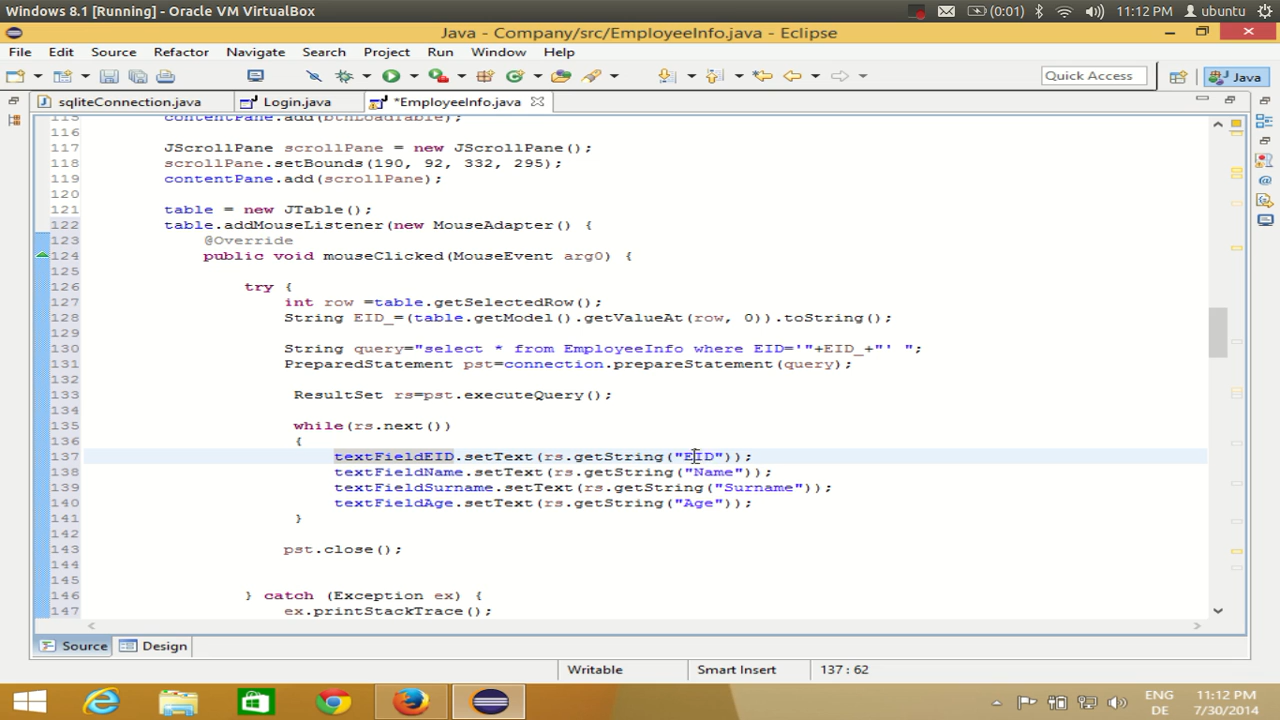 Windows 8.1 [Running] - Oracle VM VirtualBox
(0:01)
11:12 PM
ubuntu
Java - Company/src/EmployeeInfo.java - Eclipse
File Edit Source Refactor Navigate Search Project Run Window Help
Quick Access
Java
sqliteConnection.java
Login.java
*EmployeeInfo.java
115 contentPane.add(btnLoadTable);
116
117 JScrollPane scrollPane = new JScrollPane();
118 scrollPane.setBounds(190, 92, 332, 295);
119 contentPane.add(scrollPane);
120
121 table = new JTable();
122 table.addMouseListener(new MouseAdapter() {
123 @Override
124 public void mouseClicked(MouseEvent arg0) {
125
126 try {
127 int row =table.getSelectedRow();
128 String EID_=(table.getModel().getValueAt(row, 0)).toString();
129
130 String query="select * from EmployeeInfo where EID='"+EID_+"' ";
131 PreparedStatement pst=connection.prepareStatement(query);
132
133 ResultSet rs=pst.executeQuery();
134
135 while(rs.next())
136 {
137 textFieldEID.setText(rs.getString("EID"));
138 textFieldName.setText(rs.getString("Name"));
139 textFieldSurname.setText(rs.getString("Surname"));
140 textFieldAge.setText(rs.getString("Age"));
141 }
142
143 pst.close();
144
145
146 } catch (Exception ex) {
147 ex.printStackTrace();
Source Design
Writable Smart Insert 137 : 62
ENG 11:12 PM
DE 7/30/2014